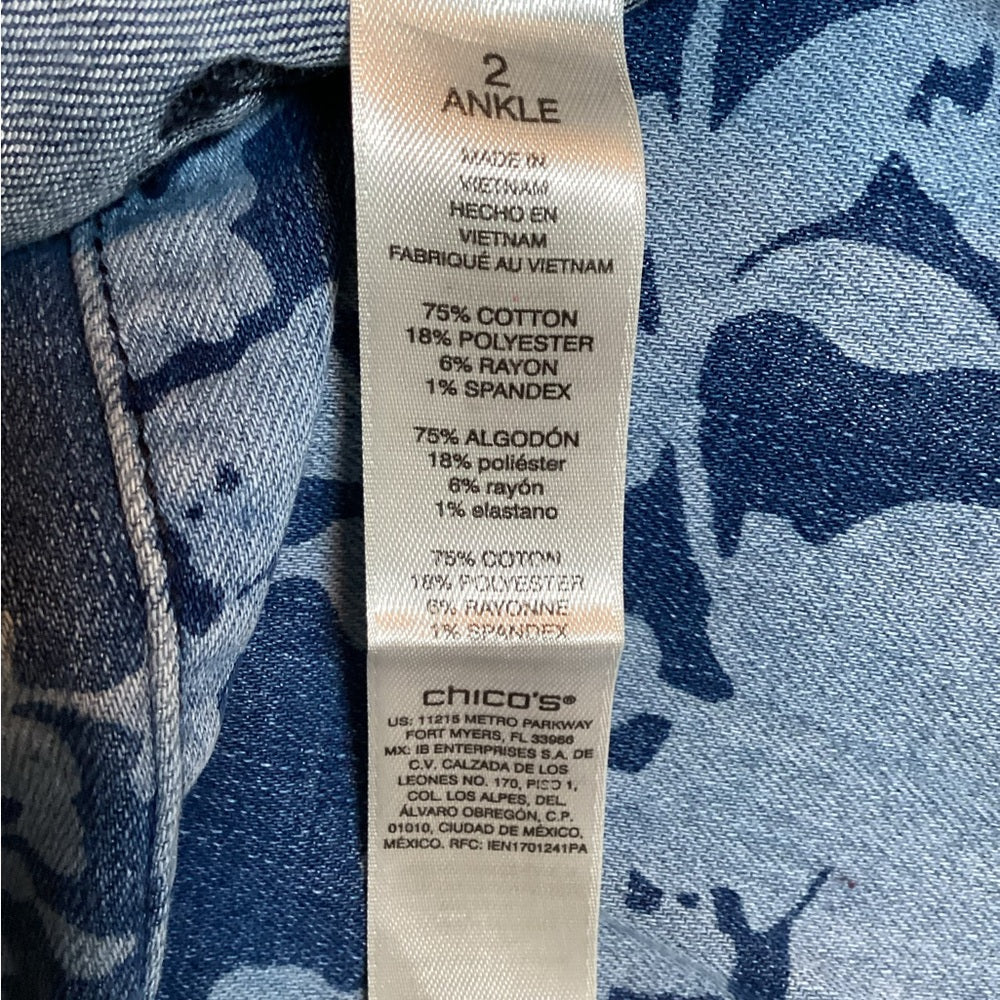 2
ANKLE
MADE IN
VIETNAM
HECHO EN
VIETNAM
FABRIQUÉ AU VIETNAM
75% COTTON
18% POLYESTER
6% RAYON
1% SPANDEX
75% ALGODÓN
18% poliéster
6% rayón
1% elastano
75% COTON
18% POLYESTER
6% RAYONNE
1% SPANDEX
chico's®
US: 11215 METRO PARKWAY
FORT MYERS, FL 33966
MX: IB ENTERPRISES S.A. DE
C.V. CALZADA DE LOS
LEONES NO. 170, PISO 1,
COL. LOS ALPES, DEL.
ÁLVARO OBREGÓN, C.P.
01010, CIUDAD DE MÉXICO,
MÉXICO. RFC: IEN1701241PA